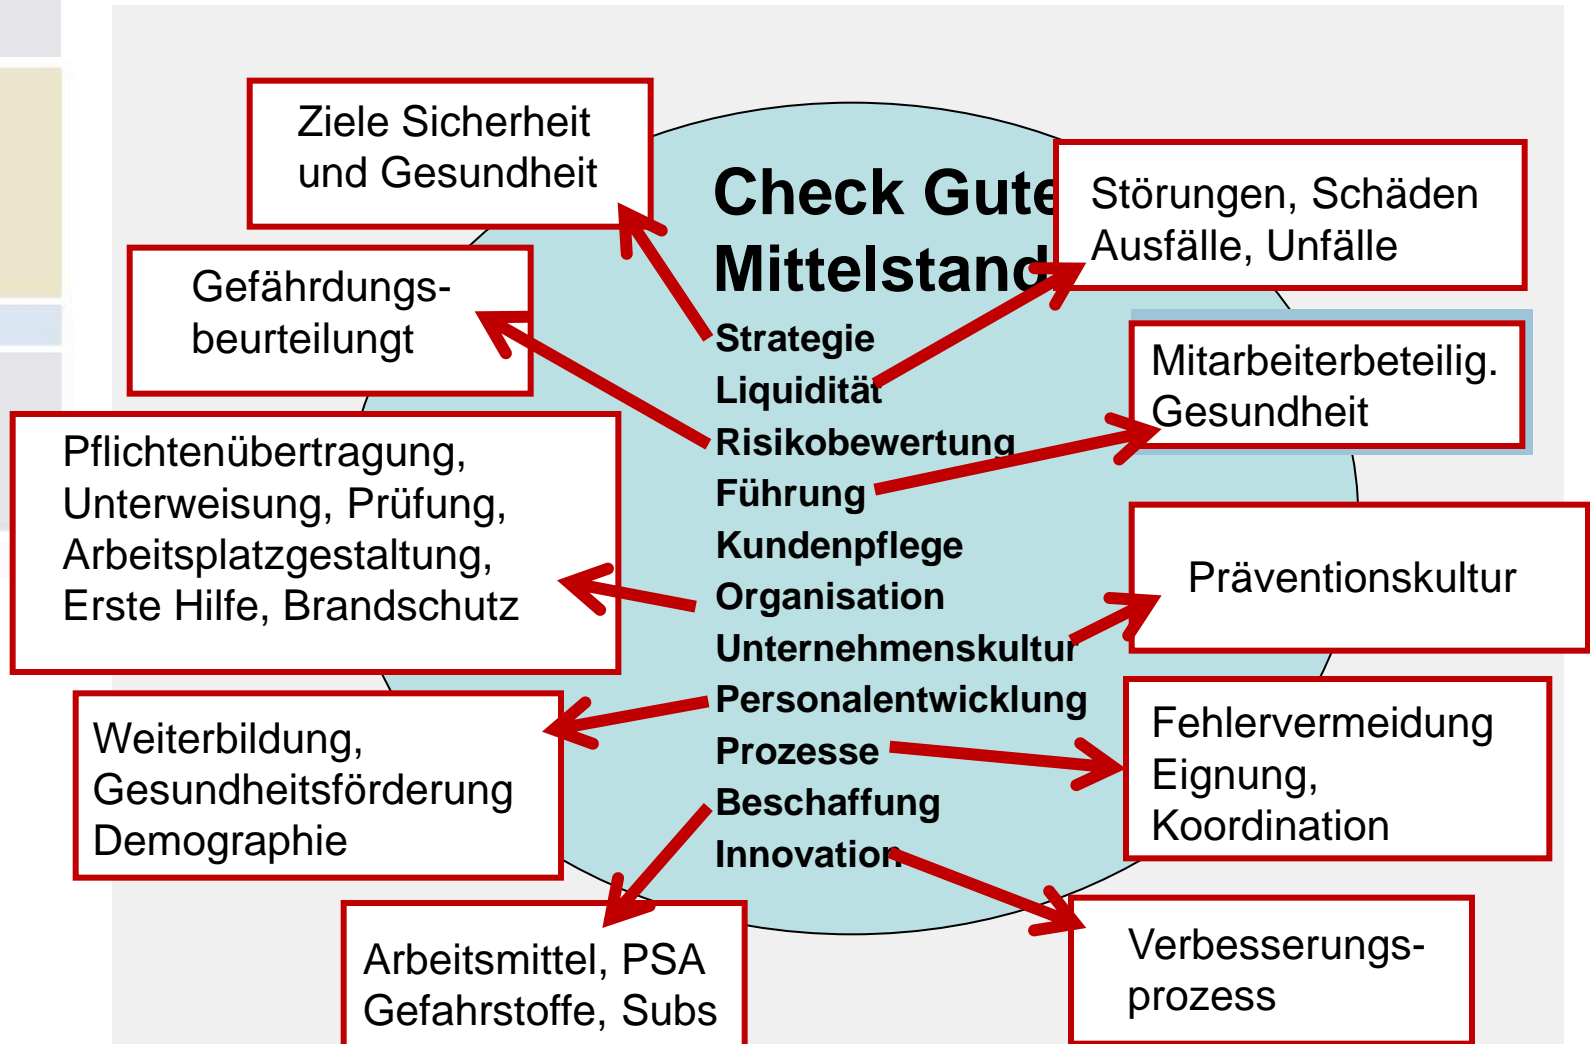 Ziele Sicherheit
und Gesundheit
Check Gute
Mittelstand
Störungen, Schäden
Ausfälle, Unfälle
Gefährdungs-
beurteilungt
Mitarbeiterbeteilig.
Gesundheit
Pflichtenübertragung,
Unterweisung, Prüfung,
Arbeitsplatzgestaltung,
Erste Hilfe, Brandschutz
Strategie
Liquidität
Risikobewertung
Führung
Kundenpflege
Organisation
Unternehmenskultur
Personalentwicklung
Prozesse
Beschaffung
Innovation
Präventionskultur
Weiterbildung,
Gesundheitsförderung
Demographie
Fehlervermeidung
Eignung,
Koordination
Arbeitsmittel, PSA
Gefahrstoffe, Subs
Verbesserungs-
prozess